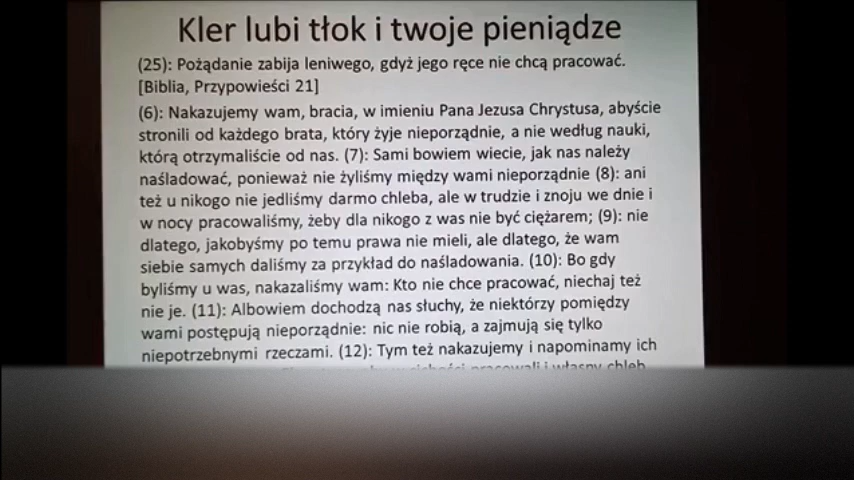 Kler lubi tłok i twoje pieniądze
(25): Pożądanie zabija leniwego, gdyż jego ręce nie chcą pracować.
[Biblia, Przypowieści 21]
(6): Nakazujemy wam, bracia, w imieniu Pana Jezusa Chrystusa, abyście
stronili od każdego brata, który żyje nieporządnie, a nie według nauki,
którą otrzymaliście od nas. (7): Sami bowiem wiecie, jak nas należy
naśladować, ponieważ nie żyliśmy między wami nieporządnie (8): ani
też u nikogo nie jedliśmy darmo chleba, ale w trudzie i znoju we dnie i
w nocy pracowaliśmy, żeby dla nikogo z was nie być ciężarem; (9): nie
dlatego, jakobyśmy po temu prawa nie mieli, ale dlatego, że wam
siebie samych daliśmy za przykład do naśladowania. (10): Bo gdy
byliśmy u was, nakazaliśmy wam: Kto nie chce pracować, niechaj też
nie je. (11): Albowiem dochodzą nas słuchy, że niektórzy pomiędzy
wami postępują nieporządnie: nic nie robią, a zajmują się tylko
niepotrzebnymi rzeczami. (12): Tym też nakazujemy i napominamy ich
pracowali i własny chleb